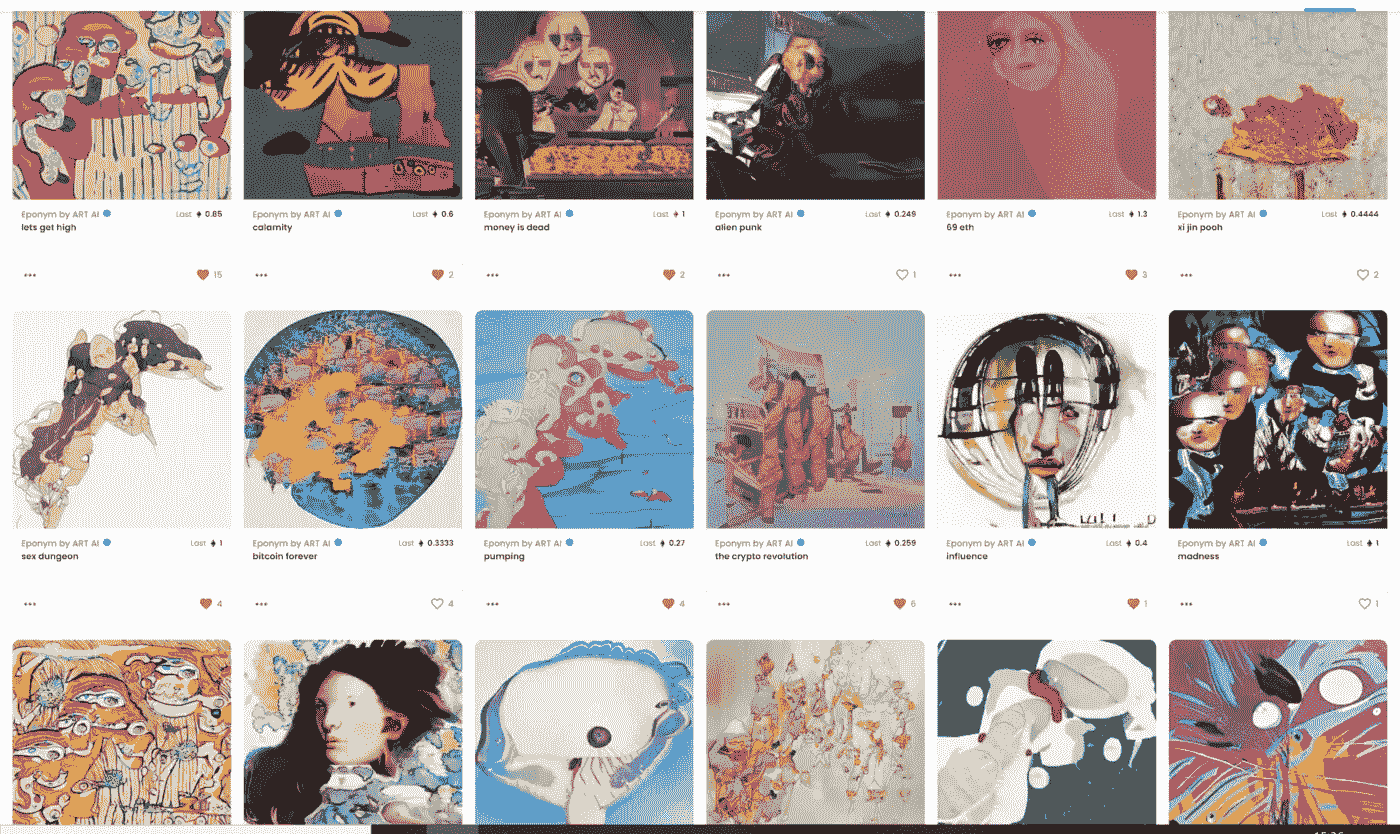 Eponym by ART AI Last 0.85
lets get high
15
Eponym by ART AI Last 0.6
calamity
2
Eponym by ART AI Last 1
money is dead
2
Eponym by ART AI Last 0.249
alien punk
1
Eponym by ART AI Last 1.3
69 eth
3
Eponym by ART AI Last 0.4444
xi jin pooh
2
Eponym by ART AI Last 1
sex dungeon
4
Eponym by ART AI Last 0.3333
bitcoin forever
4
Eponym by ART AI Last 0.27
pumping
4
Eponym by ART AI Last 0.259
the crypto revolution
6
Eponym by ART AI Last 0.4
influence
1
Eponym by ART AI Last 1
madness
1